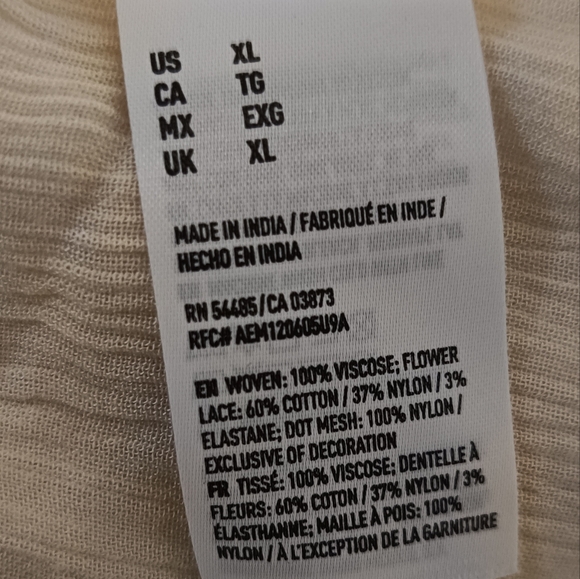 US XL
CA TG
MX EXG
UK XL
MADE IN INDIA / FABRIQUÉ EN INDE /
HECHO EN INDIA
RN 54485/CA 03873
RFC# AEM120605U9A
EN WOVEN: 100% VISCOSE; FLOWER
LACE: 60% COTTON / 37% NYLON / 3%
ELASTANE; DOT MESH: 100% NYLON /
EXCLUSIVE OF DECORATION
FR TISSÉ: 100% VISCOSE; DENTELLE À
FLEURS: 60% COTON / 37% NYLON / 3%
ÉLASTHANNE; MAILLE À POIS: 100%
NYLON / À L'EXCEPTION DE LA GARNITURE